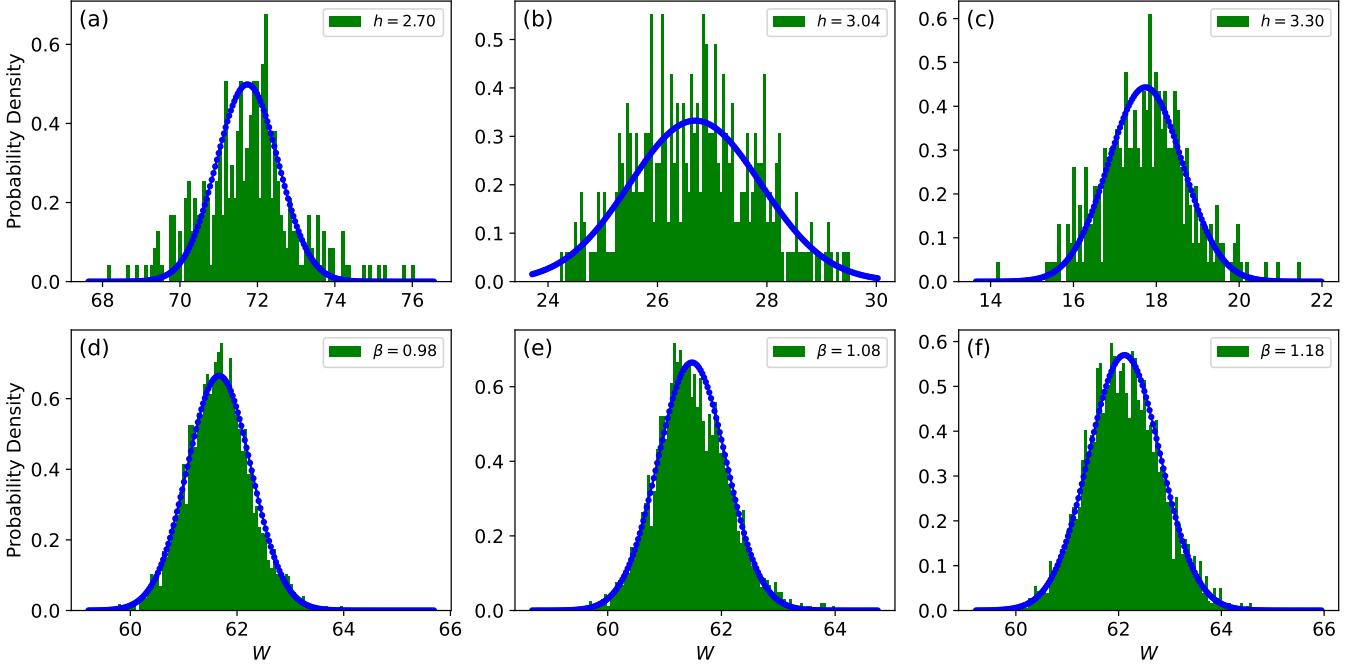 (a)
h = 2.70
(b)
h = 3.04
(c)
h = 3.30
Probability Density
0.6
0.4
0.2
0.0
68 70 72 74 76
0.5
0.4
0.3
0.2
0.1
0.0
24 26 28 30
0.6
0.5
0.4
0.3
0.2
0.1
0.0
14 16 18 20 22
(d)
β = 0.98
(e)
β = 1.08
(f)
β = 1.18
Probability Density
0.6
0.4
0.2
0.0
60 62 64 66
W
0.6
0.4
0.2
0.0
60 62 64
W
0.6
0.5
0.4
0.3
0.2
0.1
0.0
60 62 64 66
W